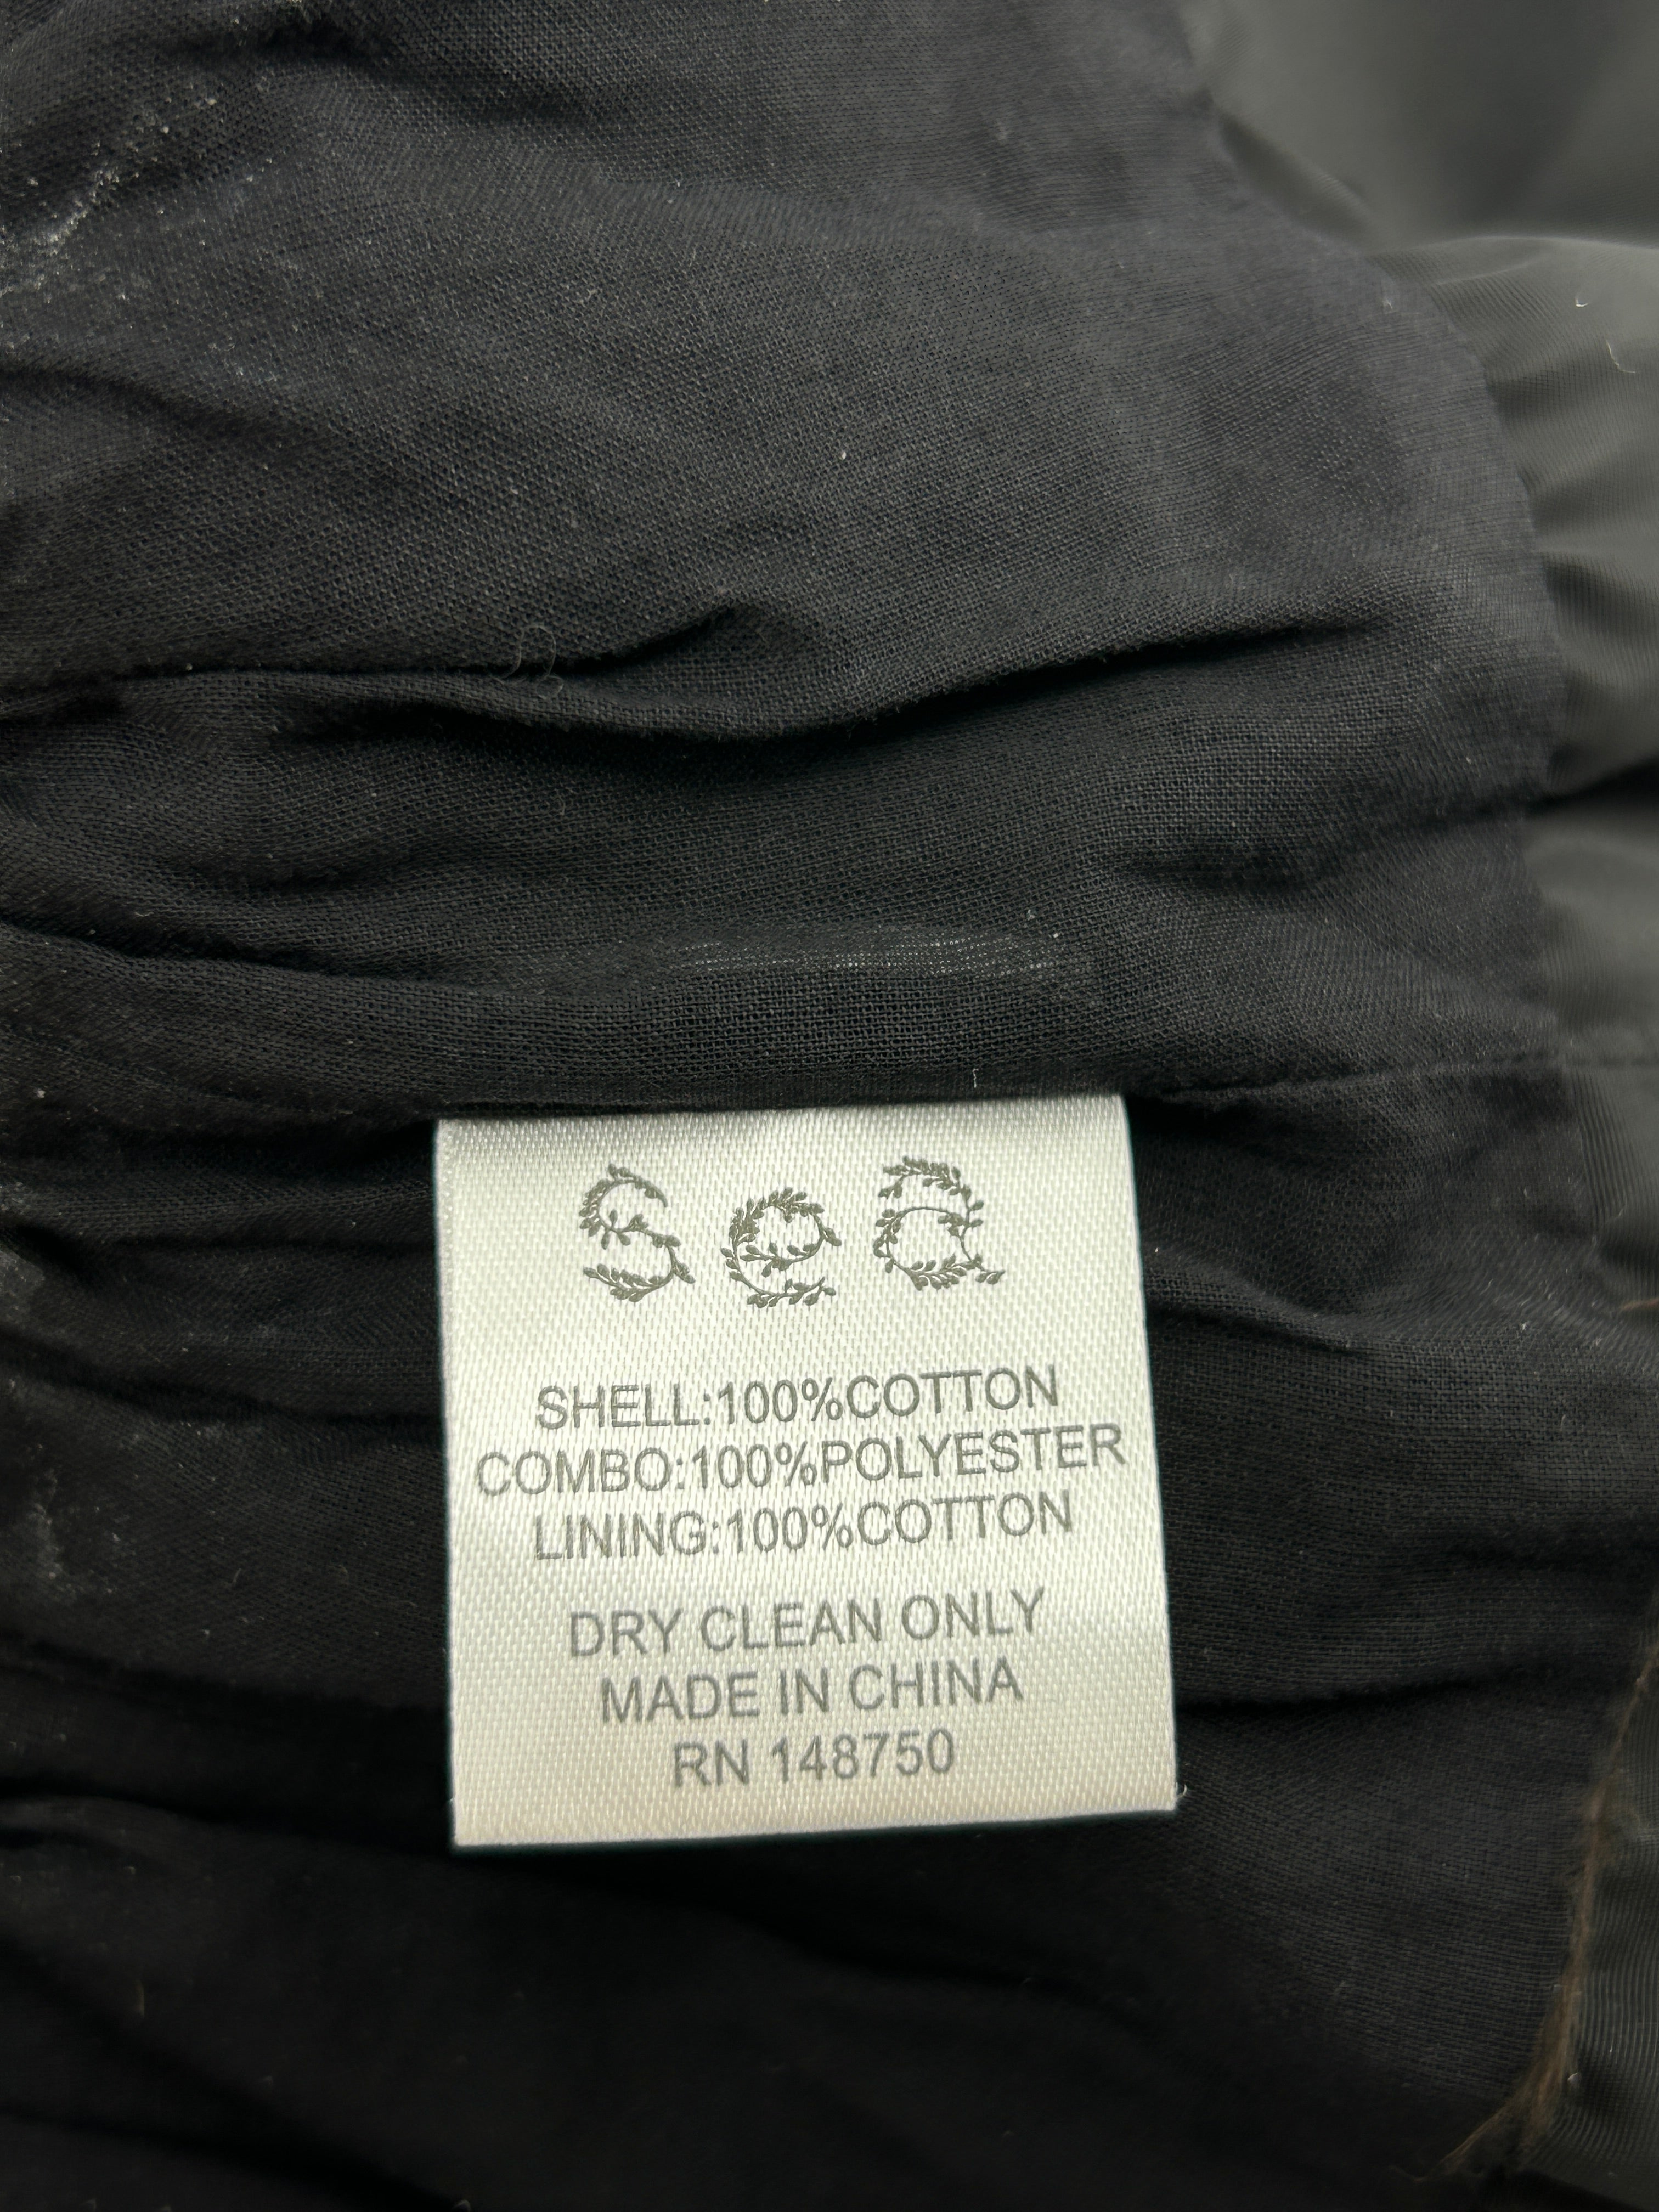 Sea
SHELL:100%COTTON
COMBO:100%POLYESTER
LINING:100%COTTON
DRY CLEAN ONLY
MADE IN CHINA
RN 148750